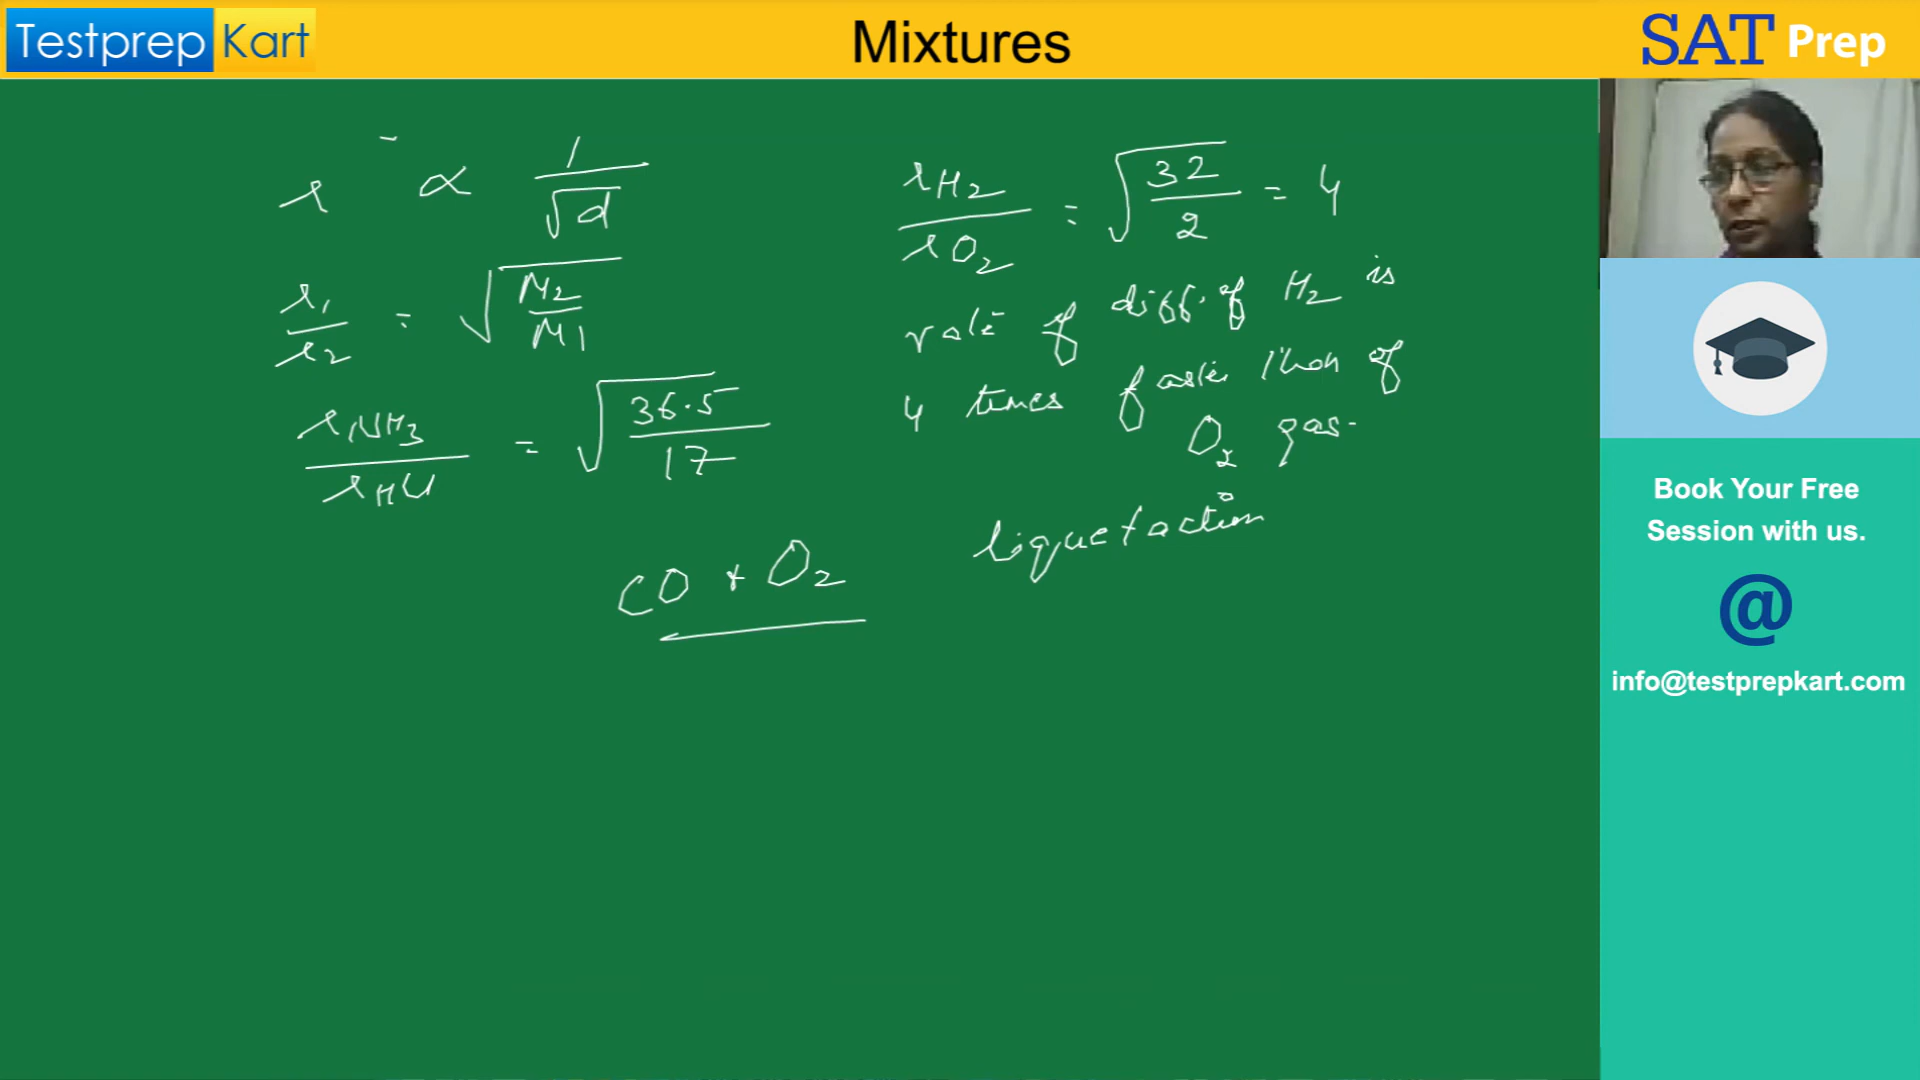 Testprep Kart
Mixtures
SAT Prep
r ∝ 1/√d
r₁/r₂ = √(M₂/M₁)
rNH₃/rHCl = √(36.5/17)
CO + O₂
rH₂/rO₂ = √(32/2) = 4
rate of diff. of H₂ is
4 times faster than of
O₂ gas.
liquefaction
Book Your Free
Session with us.
@
info@testprepkart.com